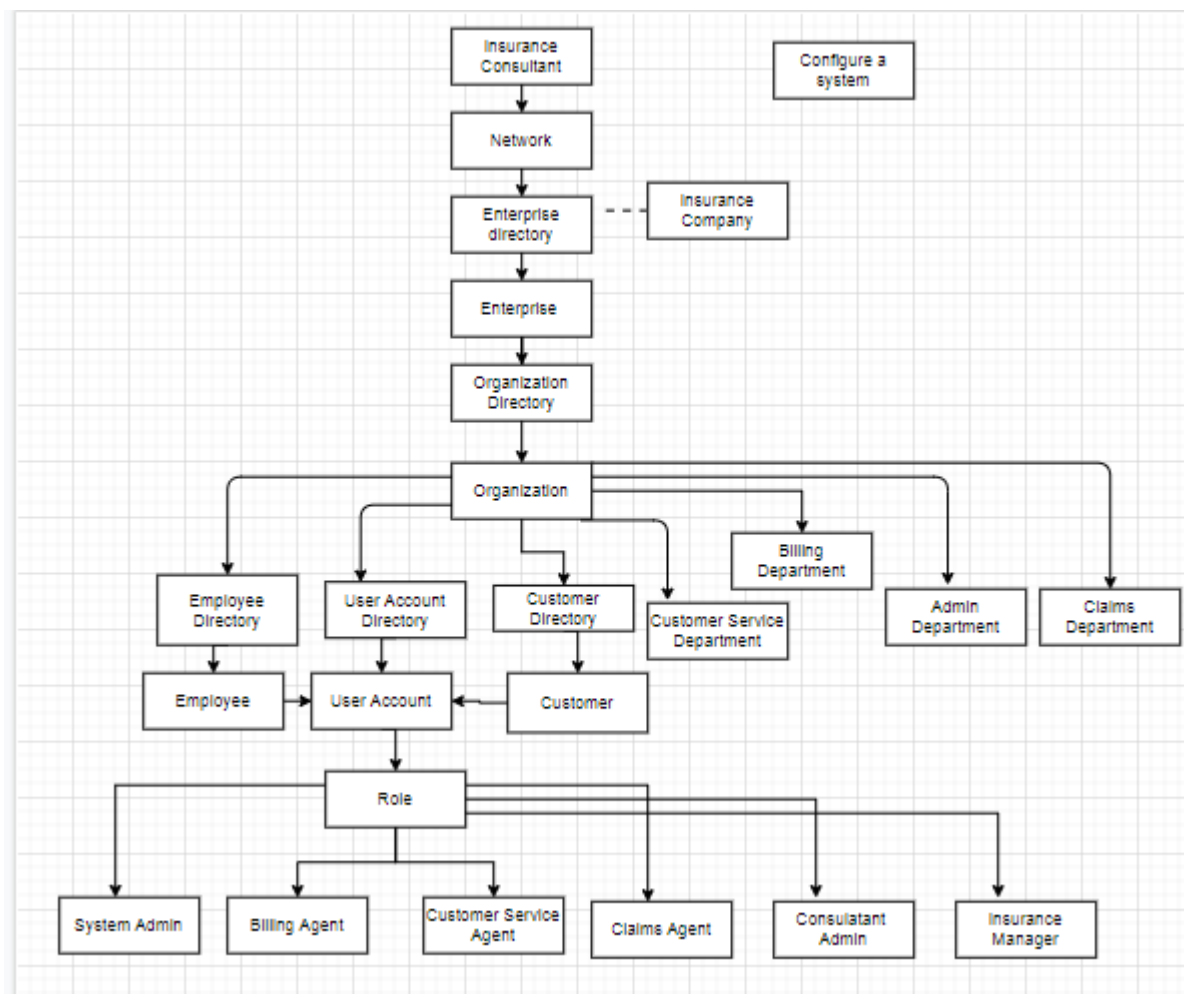 Insurance
Consultant
Configure a
system
Network
Insurance
Company
Enterprise
directory
Enterprise
Organization
Directory
Organization
Billing
Department
Employee
Directory
User Account
Directory
Customer
Directory
Customer Service
Department
Admin
Department
Claims
Department
Employee
User Account
Customer
Role
System Admin
Billing Agent
Customer Service
Agent
Claims Agent
Consulatant
Admin
Insurance
Manager